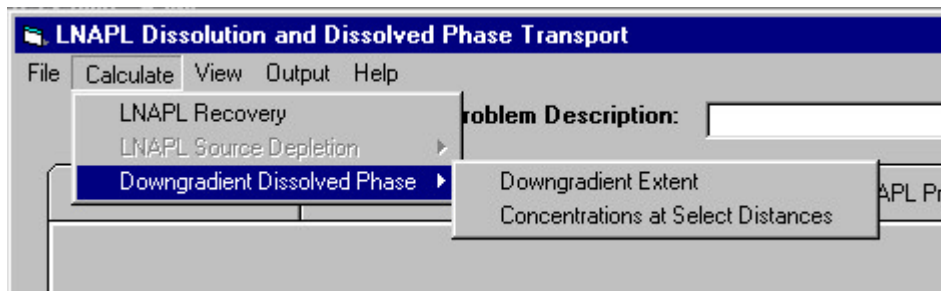 LNAPL Dissolution and Dissolved Phase Transport
File Calculate View Output Help
LNAPL Recovery
roblem Description:
LNAPL Source Depletion
Downgradient Dissolved Phase
Downgradient Extent
APL Pr
Concentrations at Select Distances